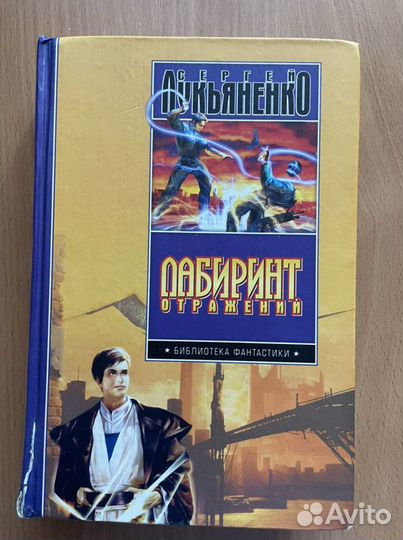 СЕРГЕЙ
ЛУКЬЯНЕНКО
ЛАБИРИНТ
ОТРАЖЕНИЙ
★ БИБЛИОТЕКА ФАНТАСТИКИ ★
Avito